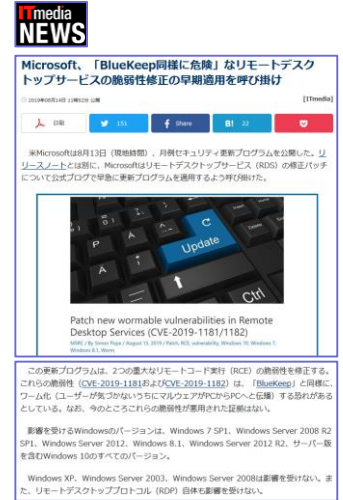 ITmedia
NEWS
Microsoft、「BlueKeep同様に危険」なリモートデスク
トップサービスの脆弱性修正の早期適用を呼び掛け
2019年08月14日 11時52分 公開
[ITmedia]
印刷
151
Share
B! 22
米Microsoftは8月13日（現地時間）、月例セキュリティ更新プログラムを公開した。リ
リースノートとは別に、Microsoftはリモートデスクトップサービス（RDS）の修正パッチ
について公式ブログで早急に更新プログラムを適用するよう呼び掛けた。
Update
Ctrl
Patch new wormable vulnerabilities in Remote
Desktop Services (CVE-2019-1181/1182)
MSRC / By Simon Pope / August 13, 2019 / Patch, RCE, vulnerability, Windows 10, Windows 7,
Windows 8.1, Worm
この更新プログラムは、2つの重大なリモートコード実行（RCE）の脆弱性を修正する。
これらの脆弱性（CVE-2019-1181およびCVE-2019-1182）は、「BlueKeep」と同様に、
ワーム化（ユーザーが気づかないうちにマルウェアがPCからPCへと伝播）する恐れがある
としている。なお、今のところこれらの脆弱性が悪用された証拠はない。
影響を受けるWindowsのバージョンは、Windows 7 SP1、Windows Server 2008 R2
SP1、Windows Server 2012、Windows 8.1、Windows Server 2012 R2、サーバー版
を含むWindows 10のすべてのバージョン。
Windows XP、Windows Server 2003、Windows Server 2008は影響を受けない。ま
た、リモートデスクトッププロトコル（RDP）自体も影響を受けない。